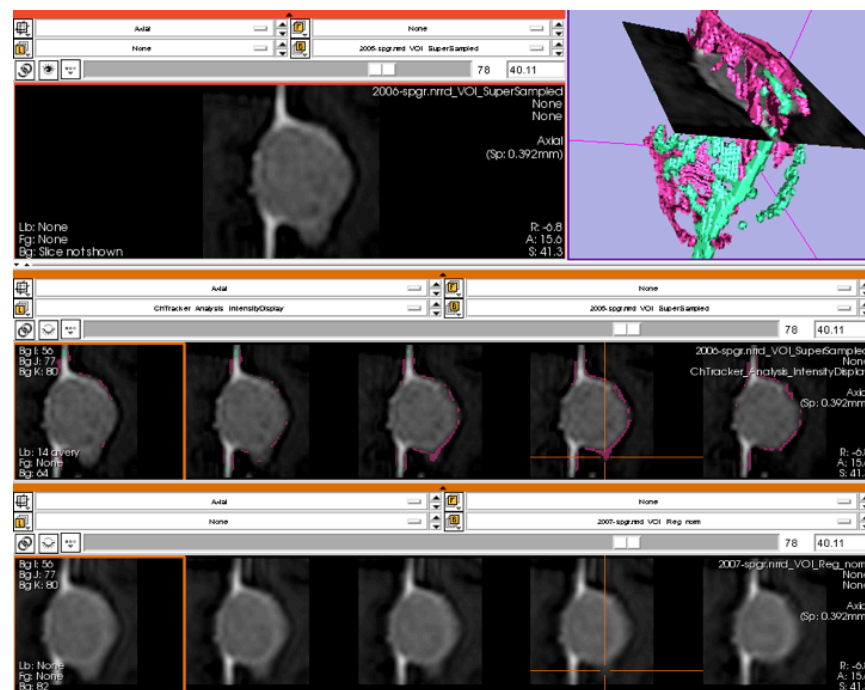 Axial
None
None
2006-spgr.nrrd VOI SuperSampled
78
40.11
2006-spgr.nrrd_VOI_SuperSampled
None
None
Axial
(Sp: 0.392mm)
Lb: None
Fg: None
Bg: Slice not shown
R: -6.8
A: 15.6
S: 41.3
Axial
None
ChTracker Analysis IntensityDisplay
2006-spgr.nrrd VOI SuperSampled
78
40.11
Bg I: 56
Bg J: 77
Bg K: 80
2006-spgr.nrrd_VOI_SuperSampled
None
ChTracker_Analysis_IntensityDisplay
Axial
(Sp: 0.392mm)
Lb: 14 avery
Fg: None
Bg: 64
Axial
None
None
2007-spgr.nrrd VOI Reg norm
78
40.11
Bg I: 56
Bg J: 77
Bg K: 80
2007-spgr.nrrd_VOI_Reg_norm
None
None
(Sp: 0.392mm)
Lb: None
Fg: None
Bg: 82